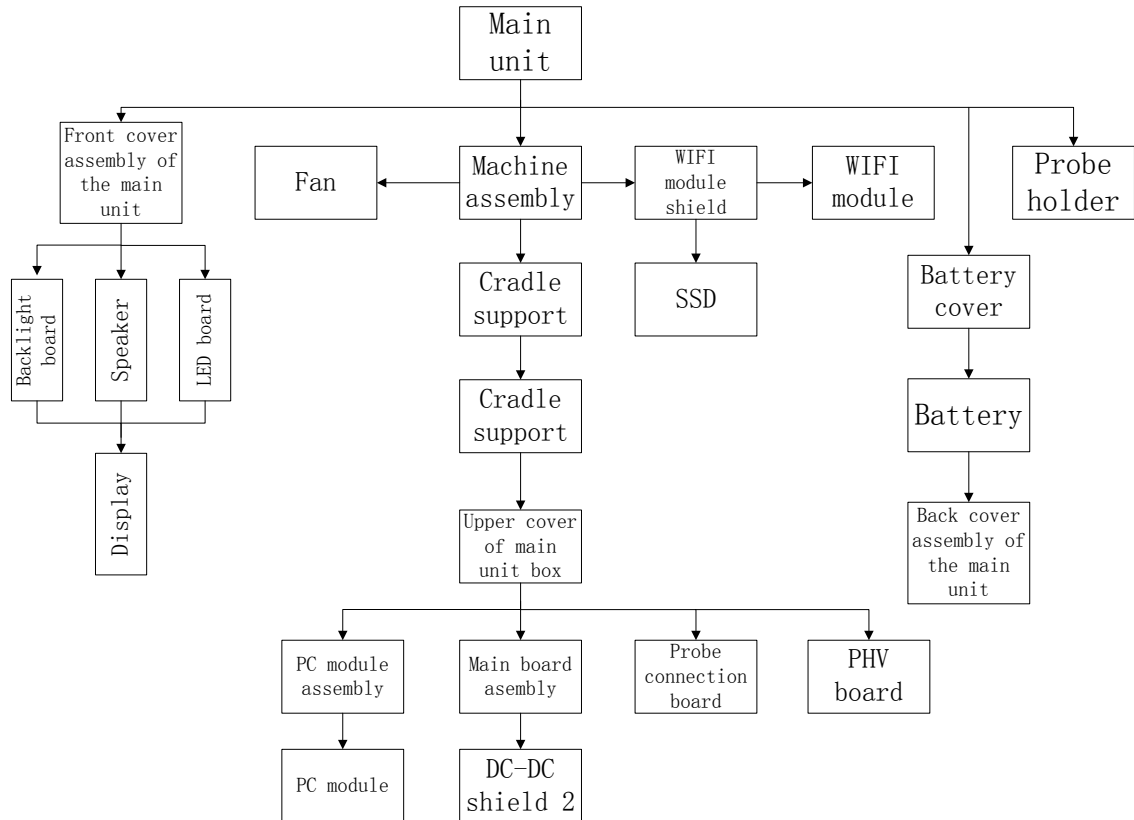 Main
unit
Front cover
assembly of
the main
unit
Fan
Machine
assembly
WIFI
module
shield
WIFI
module
Probe
holder
Backlight
board
Speaker
LED board
Cradle
support
SSD
Battery
cover
Cradle
support
Battery
Display
Upper cover
of main
unit box
Back cover
assembly of
the main
unit
PC module
assembly
Main board
asembly
Probe
connection
board
PHV
board
PC module
DC-DC
shield 2